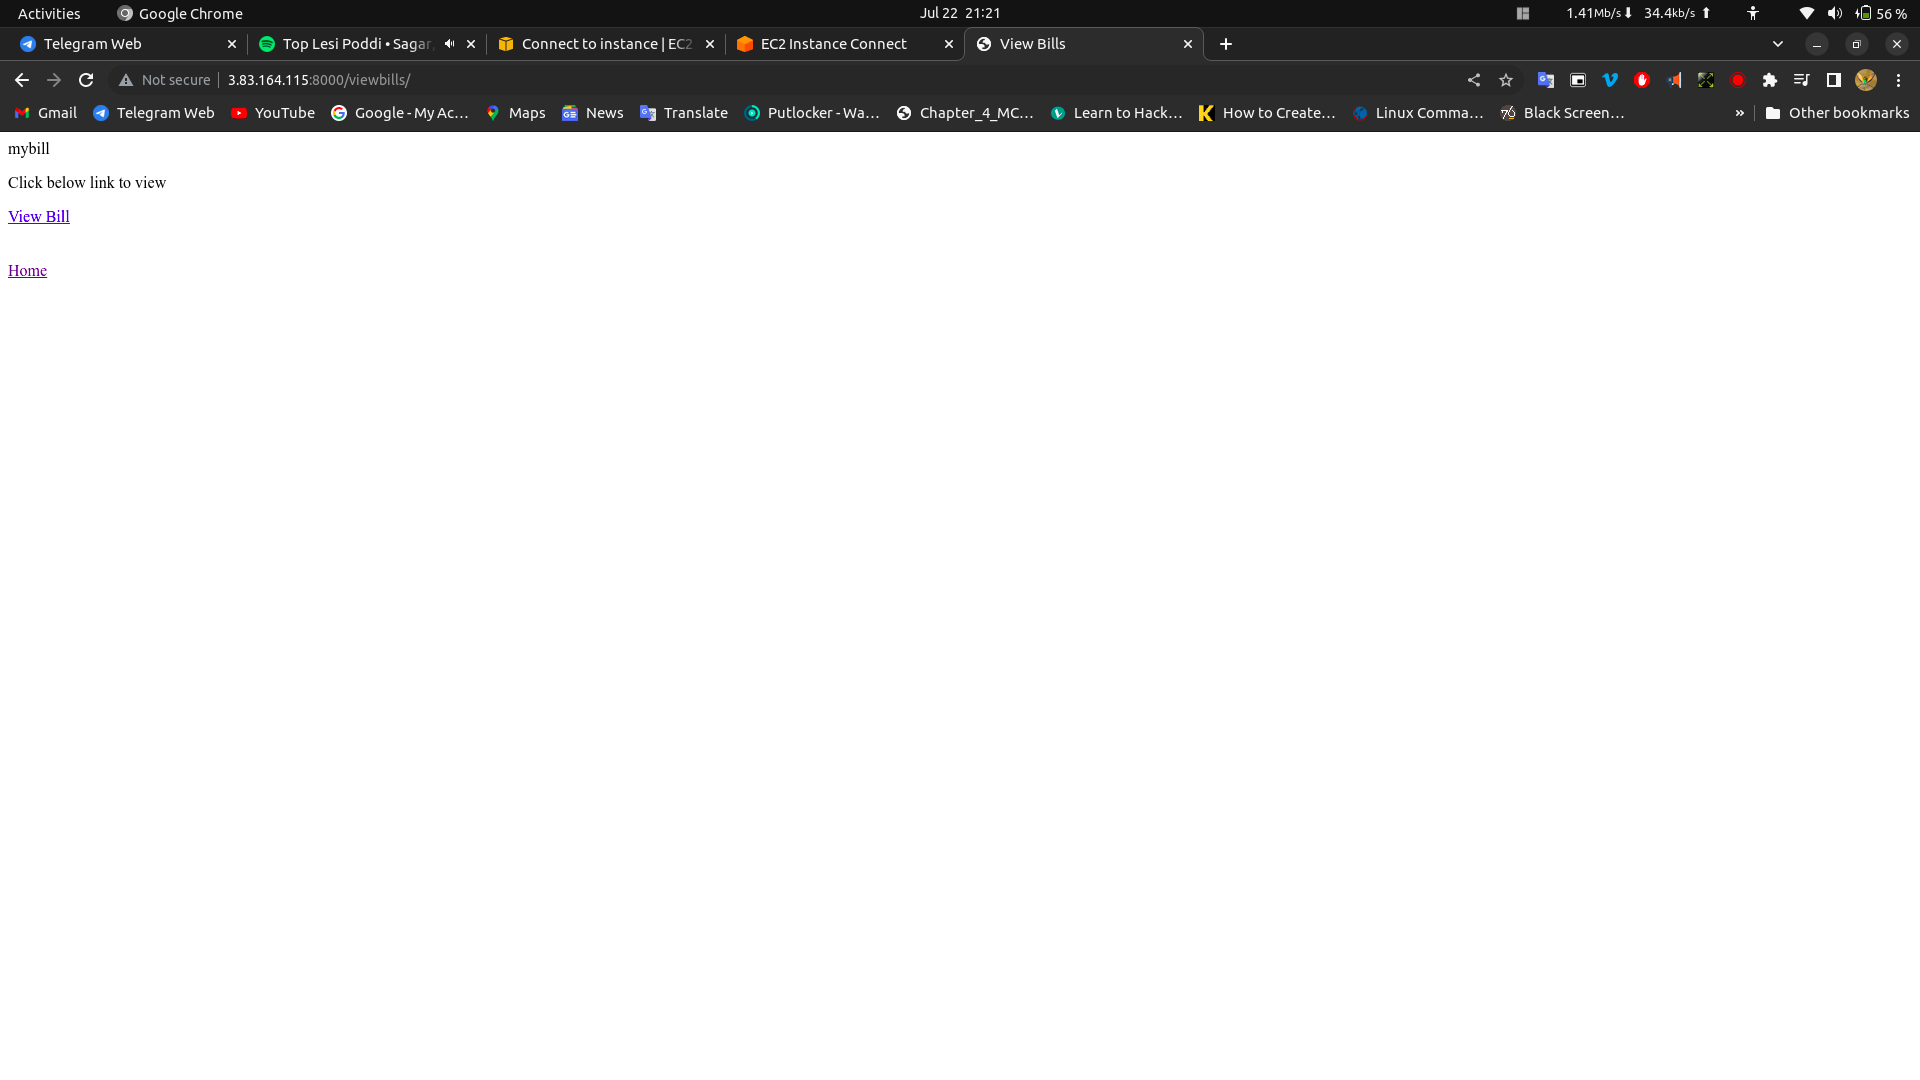 Activities Google Chrome Jul 22 21:21 1.41Mb/s 34.4kb/s 56 %
Telegram Web Top Lesi Poddi • Sagar, Connect to instance | EC2 EC2 Instance Connect View Bills
Not secure 3.83.164.115:8000/viewbills/
Gmail Telegram Web YouTube Google - My Ac... Maps News Translate Putlocker - Wa... Chapter_4_MC... Learn to Hack... How to Create... Linux Comma... Black Screen... » Other bookmarks
mybill
Click below link to view
View Bill
Home